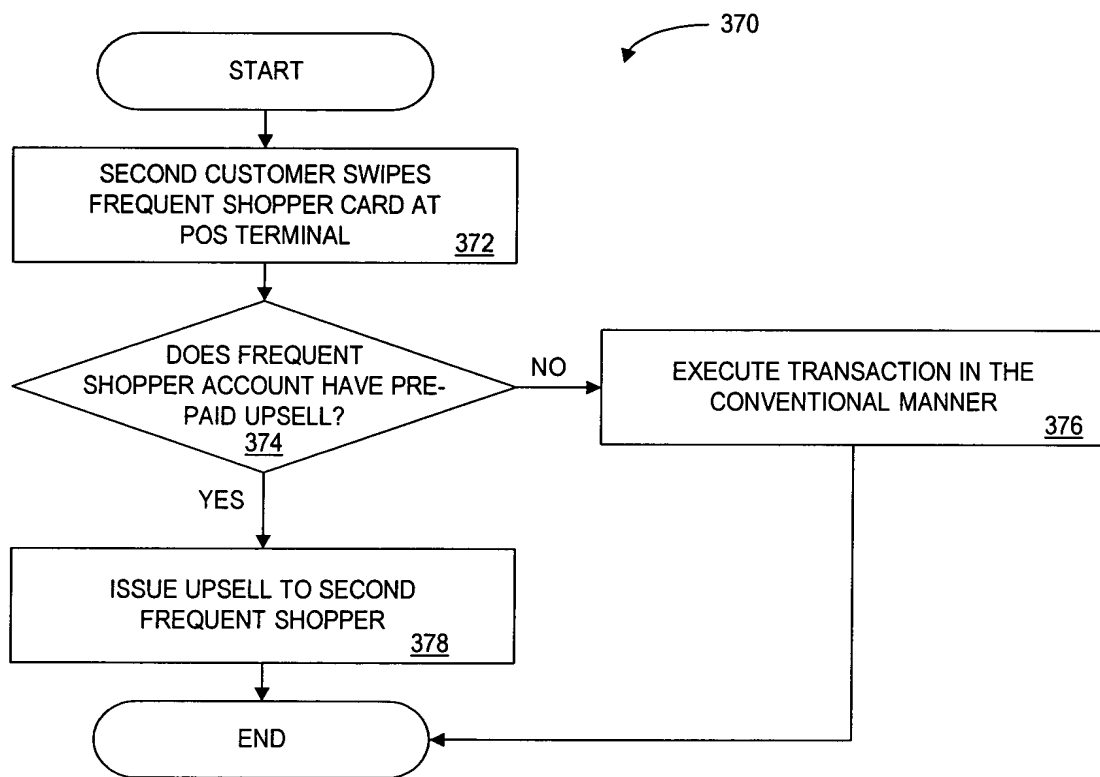 370
START
SECOND CUSTOMER SWIPES
FREQUENT SHOPPER CARD AT
POS TERMINAL
372
DOES FREQUENT
SHOPPER ACCOUNT HAVE PRE-
PAID UPSELL?
374
NO
EXECUTE TRANSACTION IN THE
CONVENTIONAL MANNER
376
YES
ISSUE UPSELL TO SECOND
FREQUENT SHOPPER
378
END